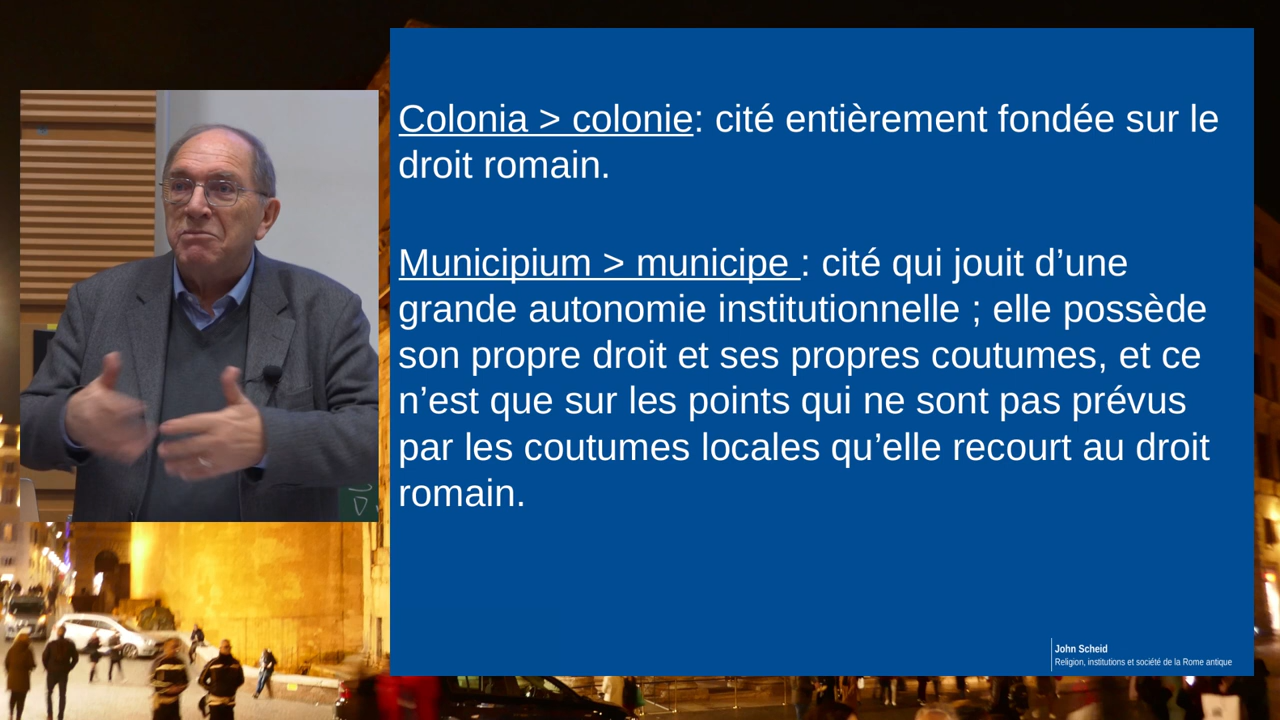 Colonia > colonie: cité entièrement fondée sur le
droit romain.
Municipium > municipe : cité qui jouit d’une
grande autonomie institutionnelle ; elle possède
son propre droit et ses propres coutumes, et ce
n’est que sur les points qui ne sont pas prévus
par les coutumes locales qu’elle recourt au droit
romain.
John Scheid
Religion, institutions et société de la Rome antique